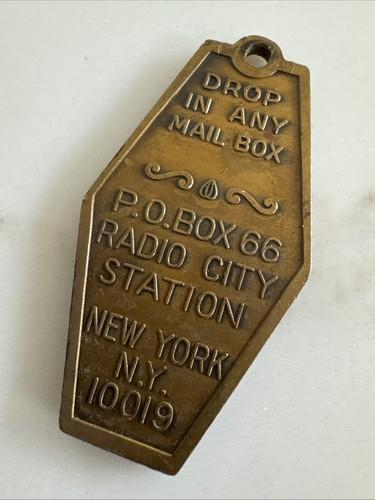 DROP
IN ANY
MAIL BOX
P.O. BOX 66
RADIO CITY
STATION
NEW YORK
N.Y.
10019